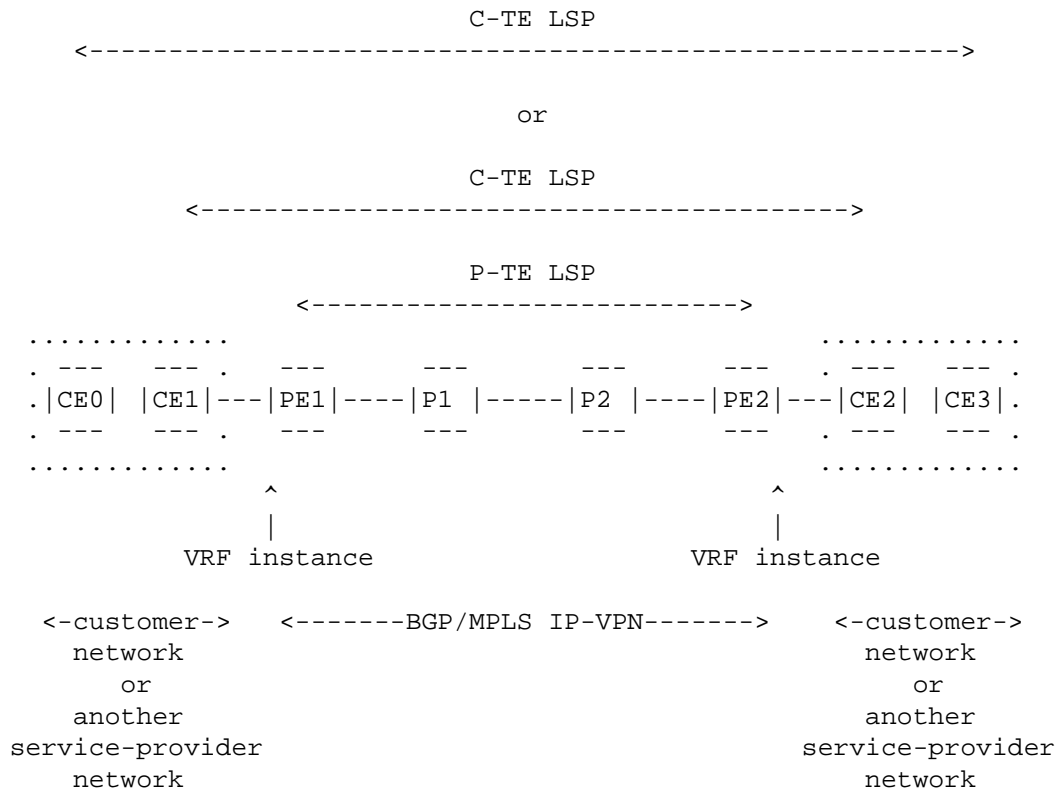 C-TE LSP
<------------------------------------------------------->
or
C-TE LSP
<----------------------------------------->
P-TE LSP
<--------------------------->
............. .............
. --- --- . --- --- --- --- . --- --- .
.|CE0| |CE1|---|PE1|----|P1 |-----|P2 |----|PE2|---|CE2| |CE3|.
. --- --- . --- --- --- --- . --- --- .
............. .............
^ ^
| |
VRF instance VRF instance
<-customer-> <-------BGP/MPLS IP-VPN-------> <-customer->
network network
or or
another another
service-provider service-provider
network network